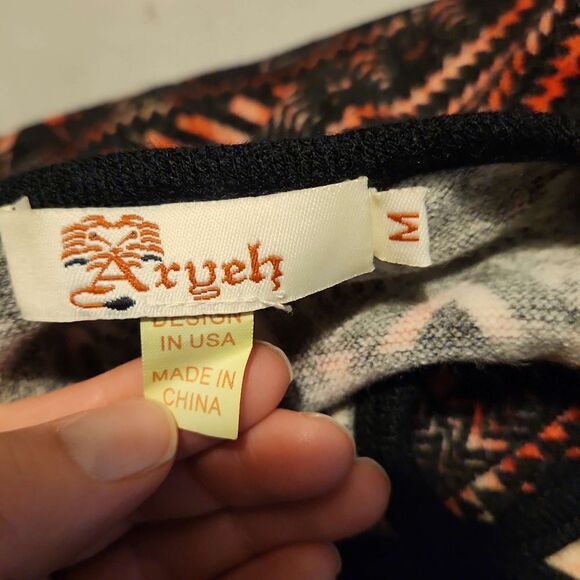 Aryeh
M
DESIGN
IN USA
MADE IN
CHINA